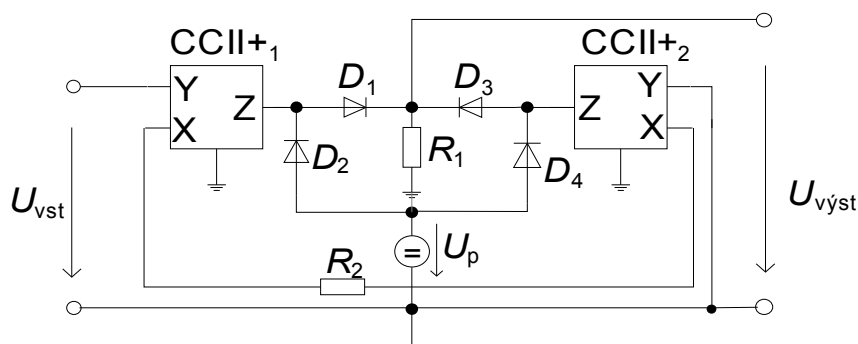 CCII+1
CCII+2
Y
X
Z
D1
D3
Z
Y
X
D2
R1
D4
Uvst
Uvýst
=
Up
R2